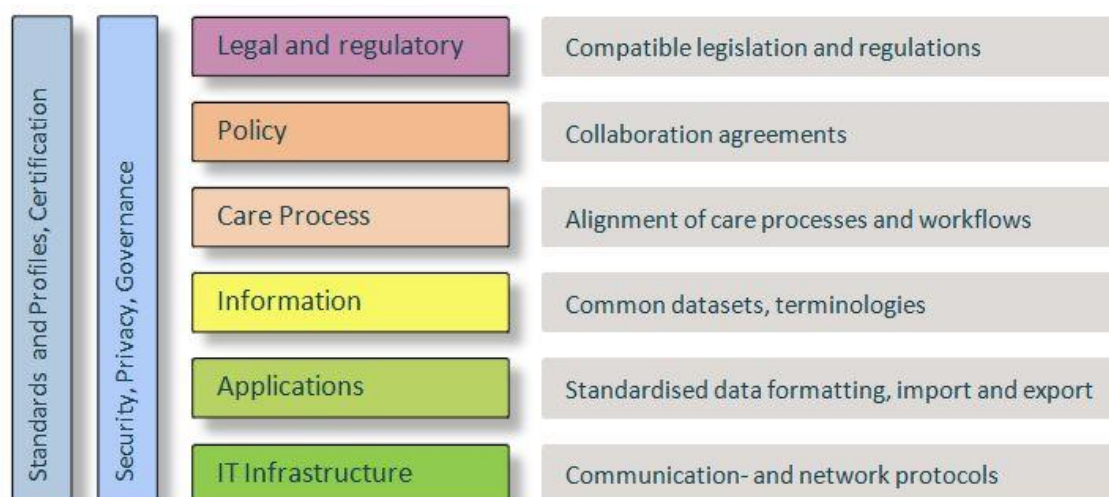 Standards and Profiles, Certification
Security, Privacy, Governance
Legal and regulatory
Compatible legislation and regulations
Policy
Collaboration agreements
Care Process
Alignment of care processes and workflows
Information
Common datasets, terminologies
Applications
Standardised data formatting, import and export
IT Infrastructure
Communication- and network protocols